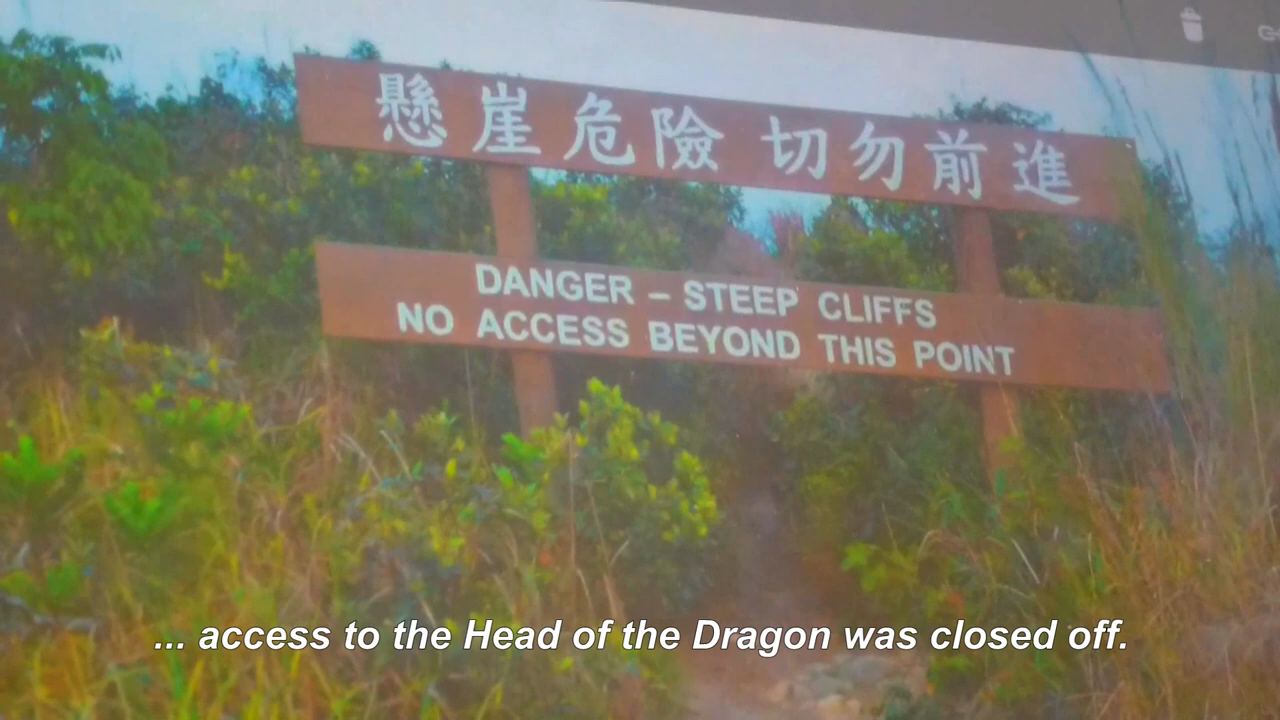 懸崖危險 切勿前進
DANGER – STEEP CLIFFS
NO ACCESS BEYOND THIS POINT
... access to the Head of the Dragon was closed off.